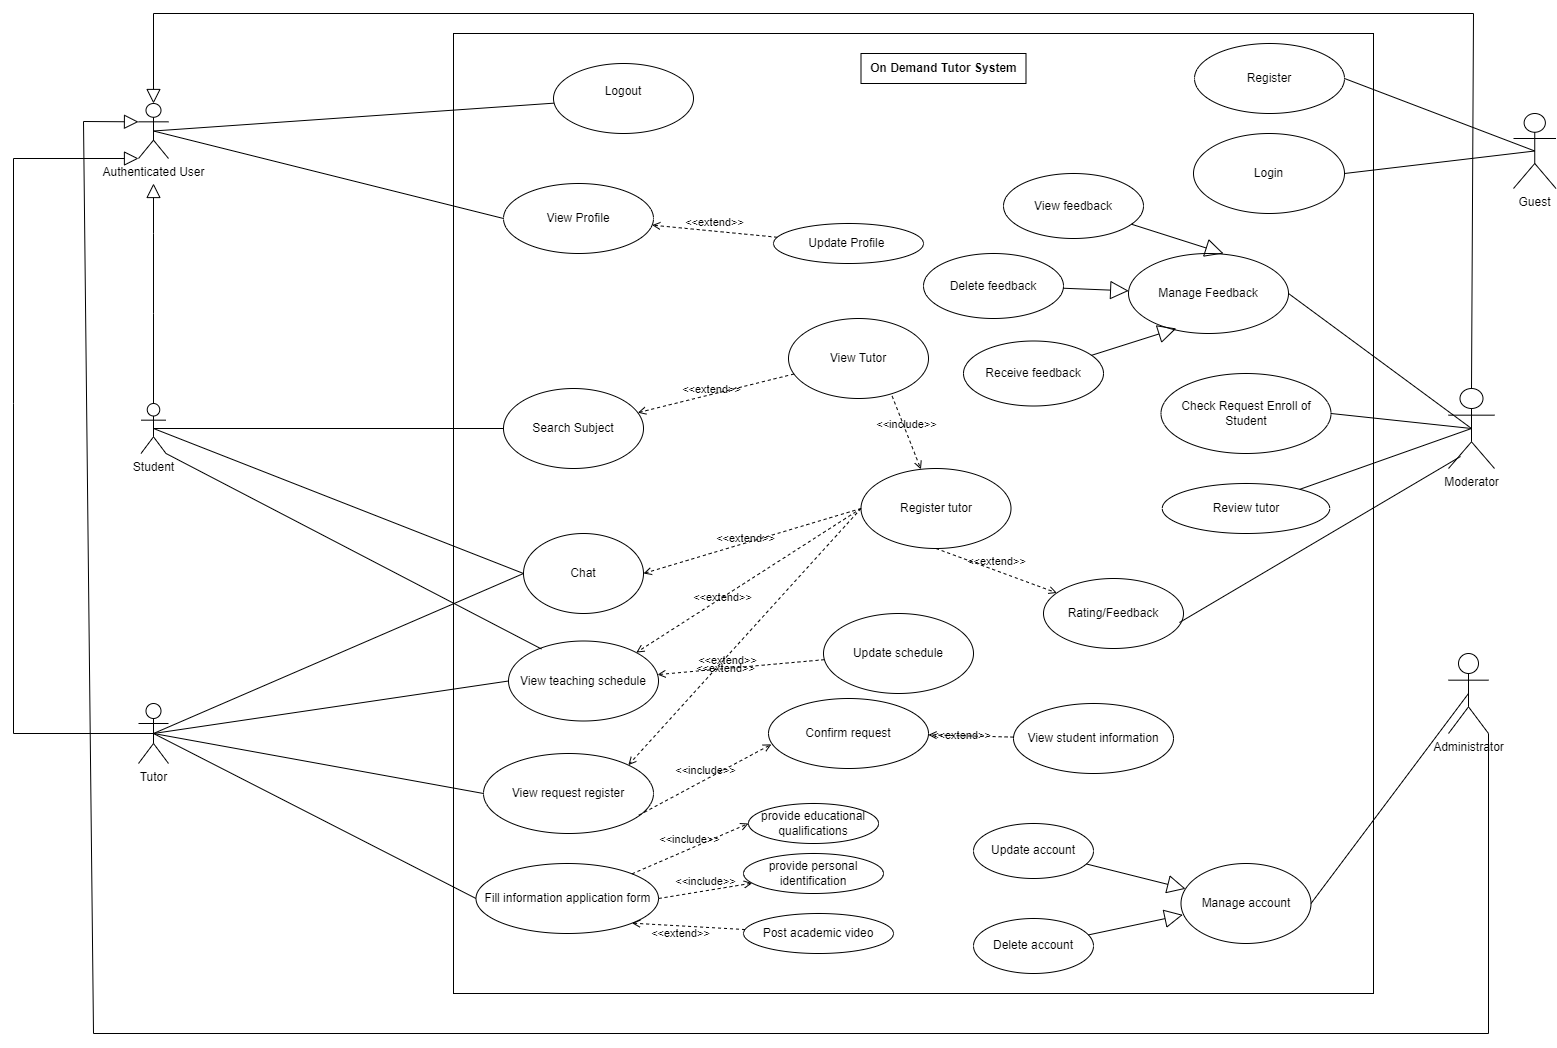 On Demand Tutor System
Logout
Register
Login
Guest
Authenticated User
View Profile
<<extend>>
Update Profile
View feedback
Delete feedback
Manage Feedback
Receive feedback
View Tutor
<<extend>>
Search Subject
<<include>>
Check Request Enroll of
Student
Student
Moderator
Register tutor
Review tutor
Chat
<<extend>>
<<extend>>
<<extend>>
Rating/Feedback
View teaching schedule
<<extend>>
<<extend>>
Update schedule
Tutor
Confirm request
<<extend>>
View student information
Administrator
View request register
<<include>>
provide educational
qualifications
<<include>>
provide personal
identification
<<include>>
Fill information application form
<<extend>>
Post academic video
Update account
Manage account
Delete account